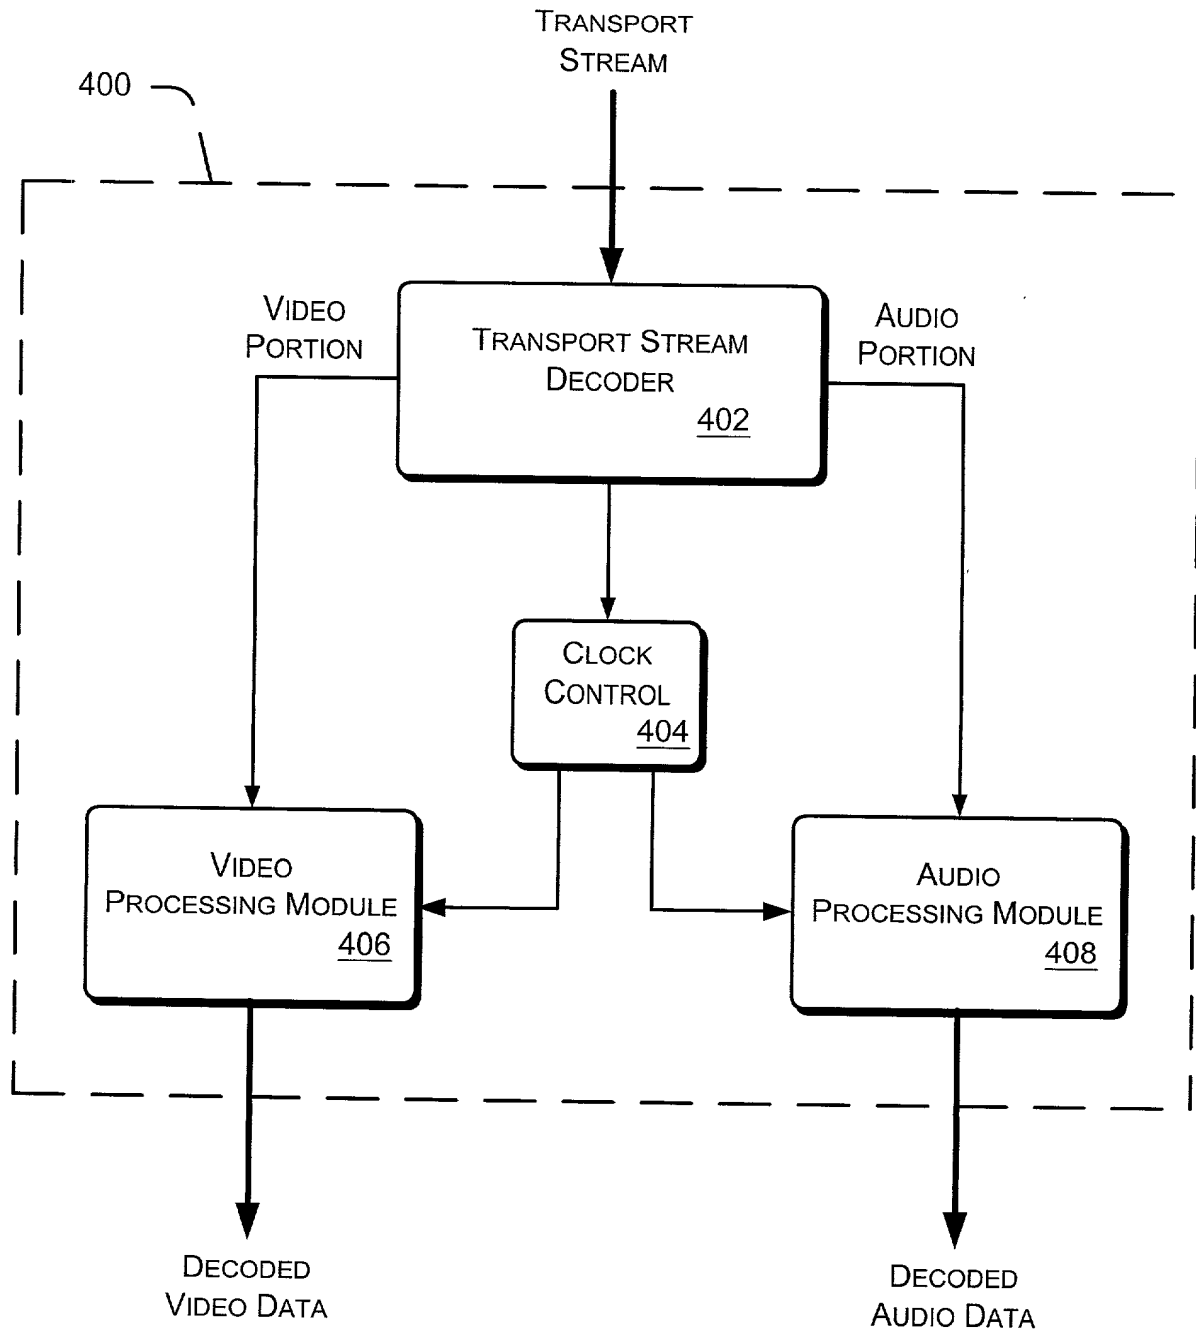 TRANSPORT
STREAM
400
VIDEO
PORTION
AUDIO
PORTION
TRANSPORT STREAM
DECODER
402
CLOCK
CONTROL
404
VIDEO
PROCESSING MODULE
406
AUDIO
PROCESSING MODULE
408
DECODED
VIDEO DATA
DECODED
AUDIO DATA